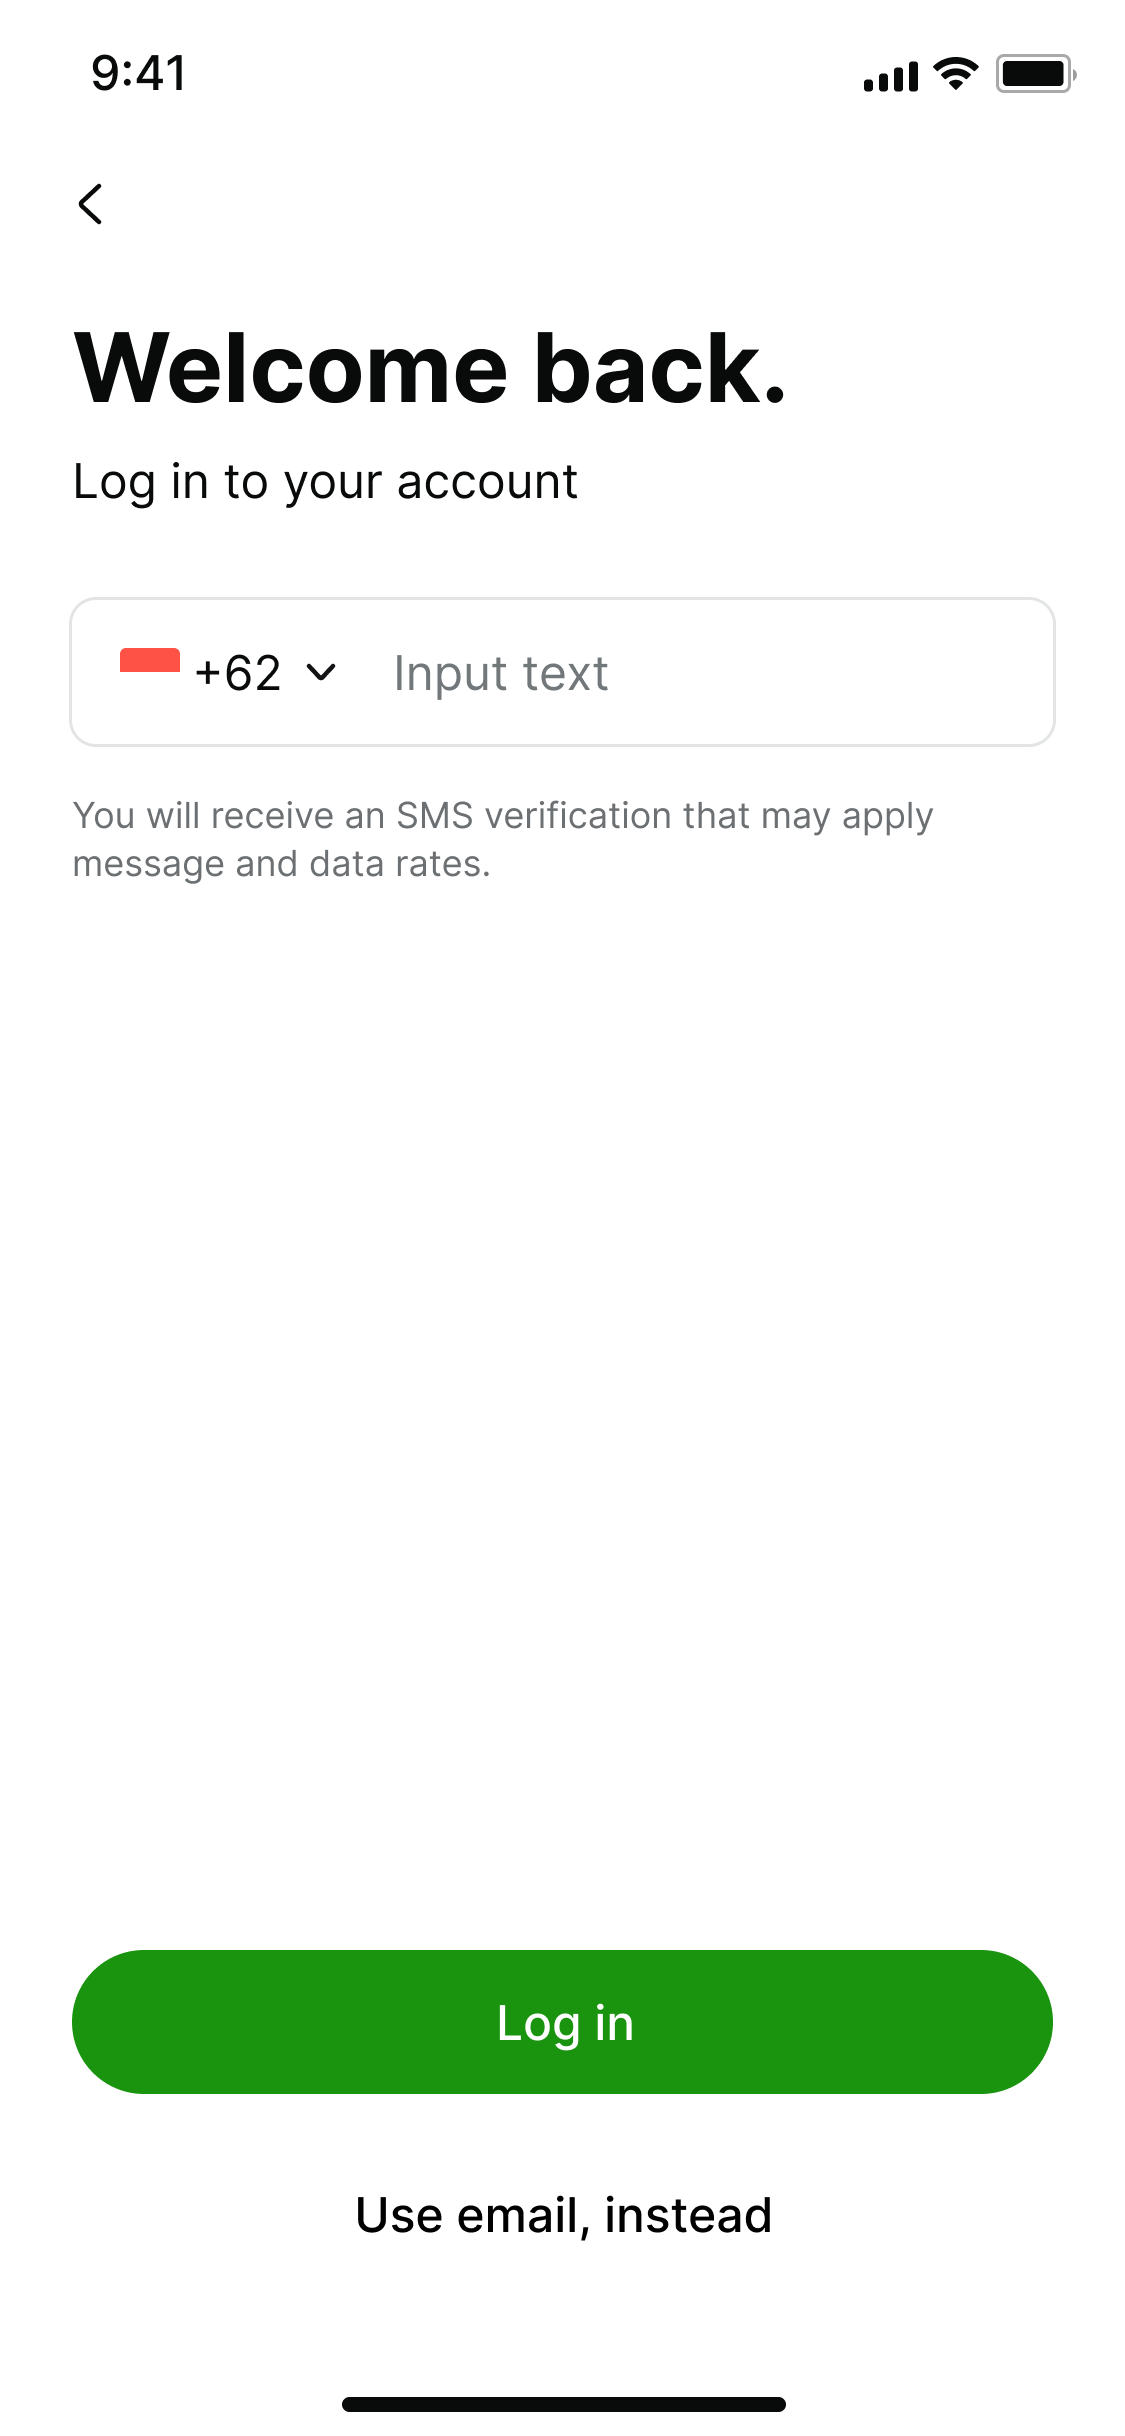 9:41
Welcome back.
Log in to your account
+62 Input text
You will receive an SMS verification that may apply
message and data rates.
Log in
Use email, instead